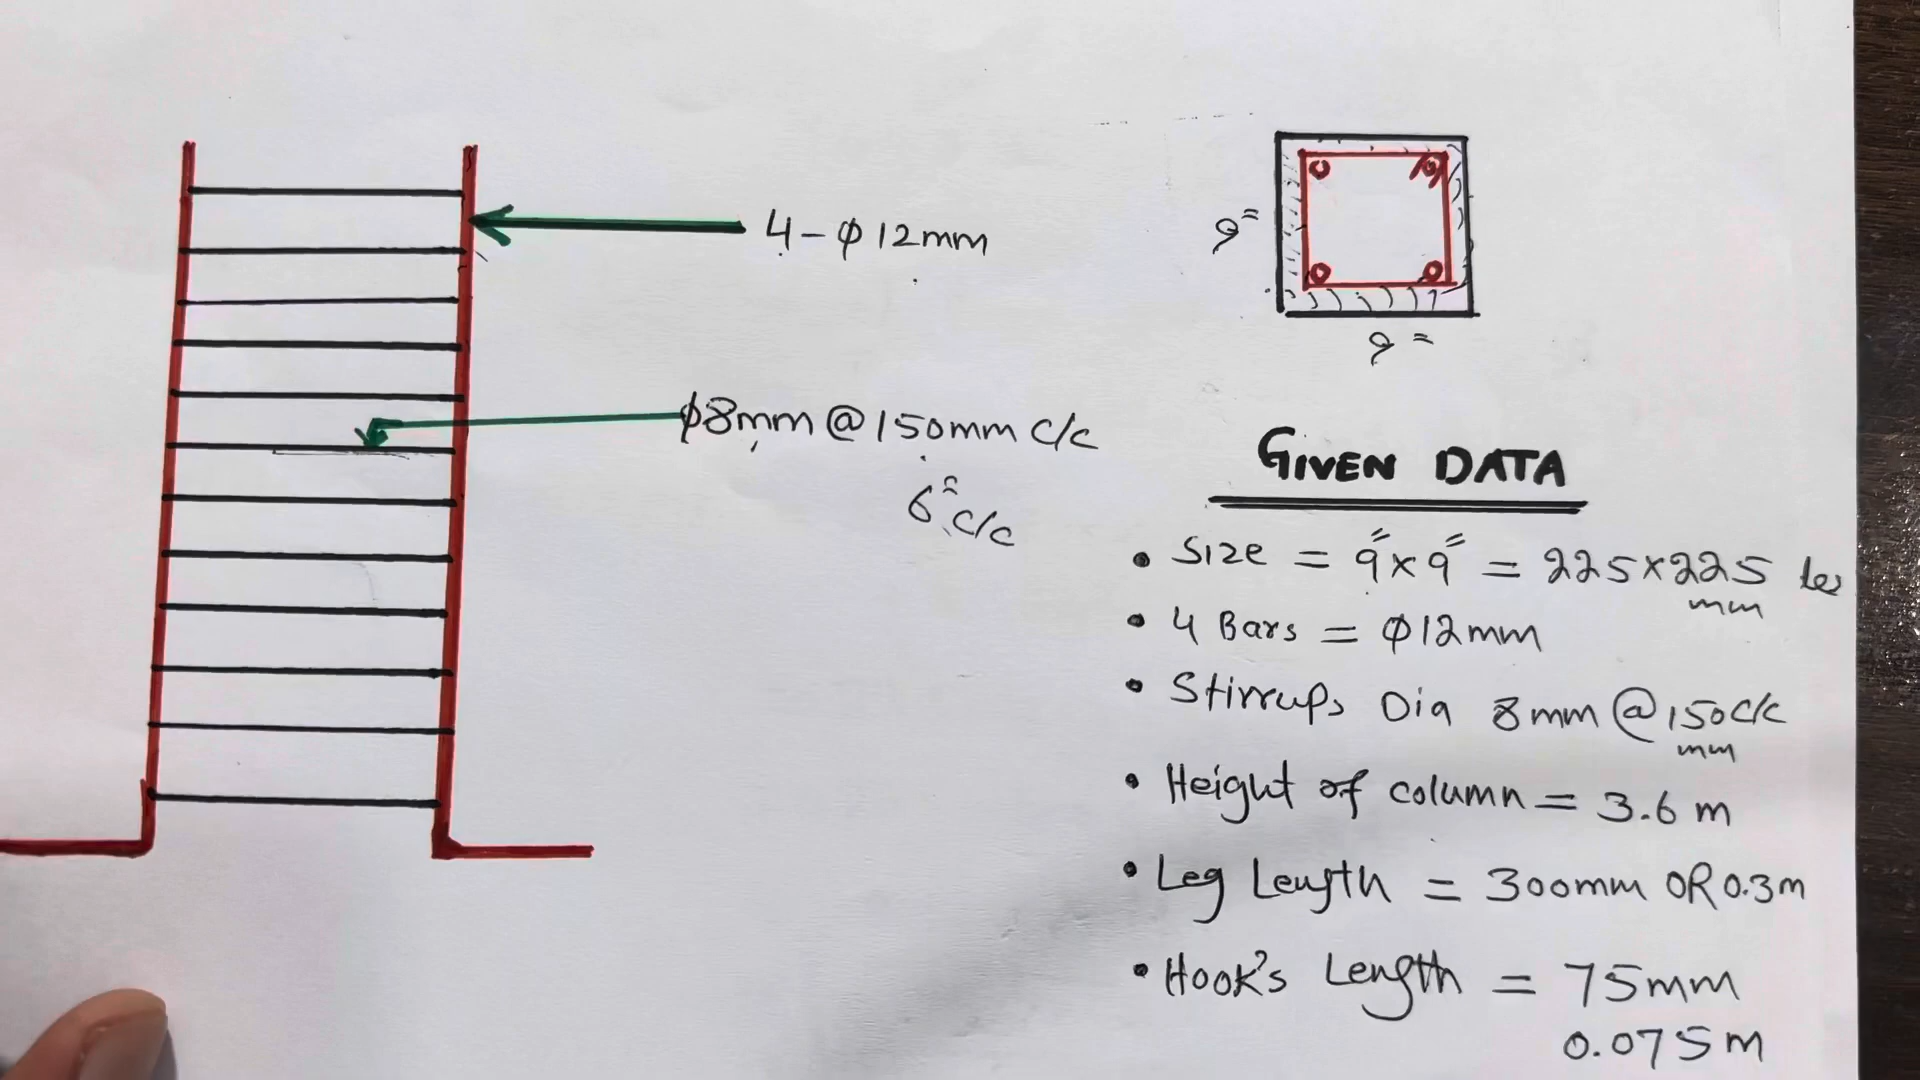 4-ϕ12mm
9"
9"
ϕ8mm@150mm c/c
6" c/c
GIVEN DATA
• Size = 9"x9" = 225x225
mm
• 4 Bars = ϕ12mm
• Stirrups Dia 8mm@150c/c
mm
• Height of column = 3.6 m
• Leg Length = 300mm OR 0.3m
• Hook's Length = 75mm
0.075m